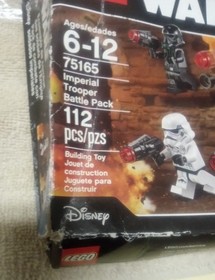 WAR
Ages/edades
6-12
75165
Imperial
Trooper
Battle Pack
112
pcs/pzs
Building Toy
Jouet de
construction
Juguete para
Construir
Disney
LEGO